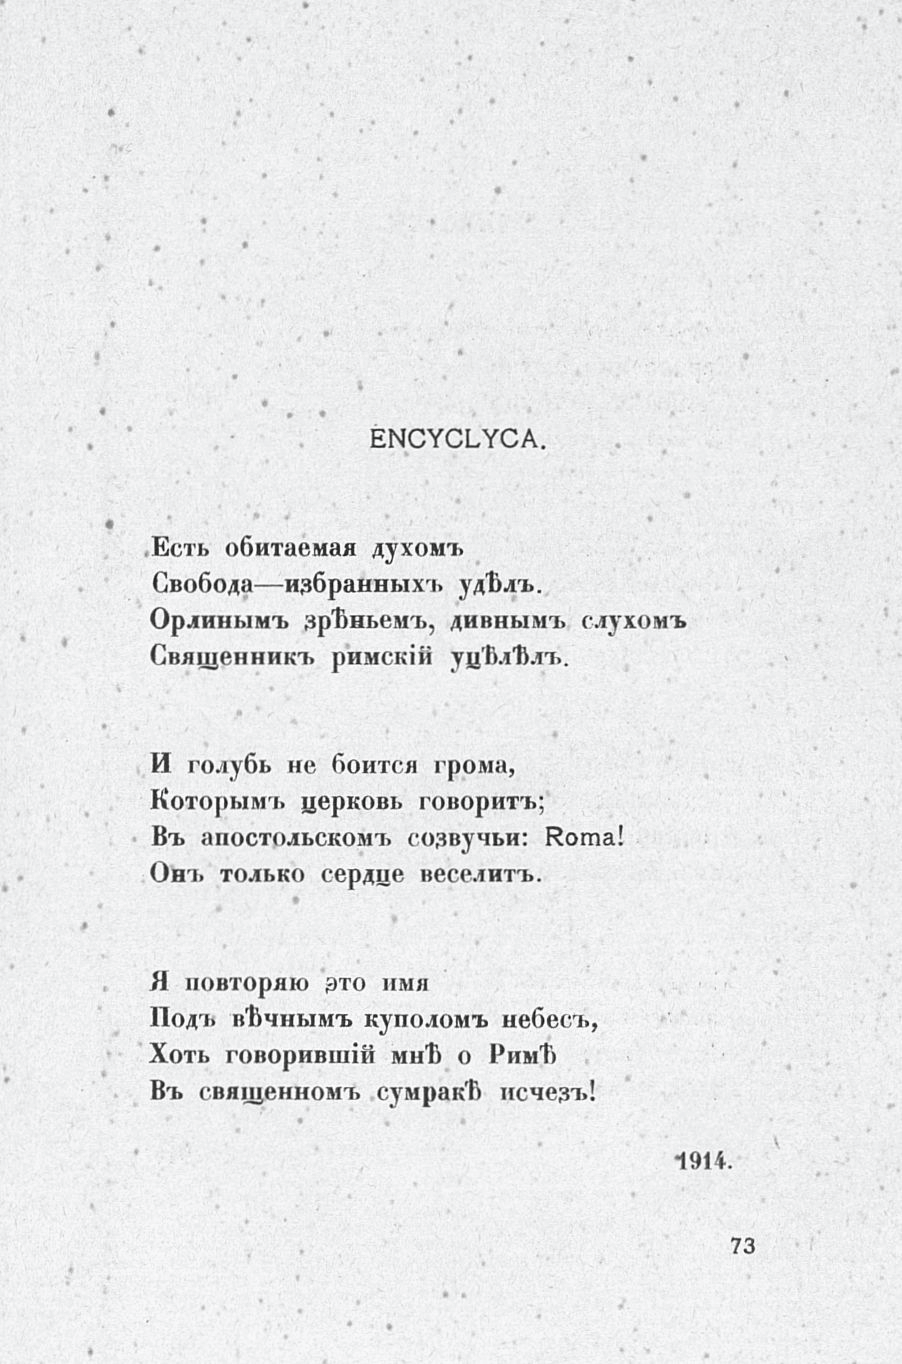 ENCYCLYCA.
Есть обитаемая духомъ
Свобода—избранныхъ удѣлъ.
Орлинымъ зрѣньемъ, дивнымъ слухомъ
Священникъ римскій уцѣлѣлъ.
И голубь не боится грома,
Которымъ церковь говоритъ;
Въ апостольскомъ созвучьи: Roma!
Онъ только сердце веселитъ.
Я повторяю это имя
Подъ вѣчнымъ куполомъ небесъ,
Хоть говорившій мнѣ о Римѣ
Въ священномъ сумракѣ исчезъ!
1914.
73